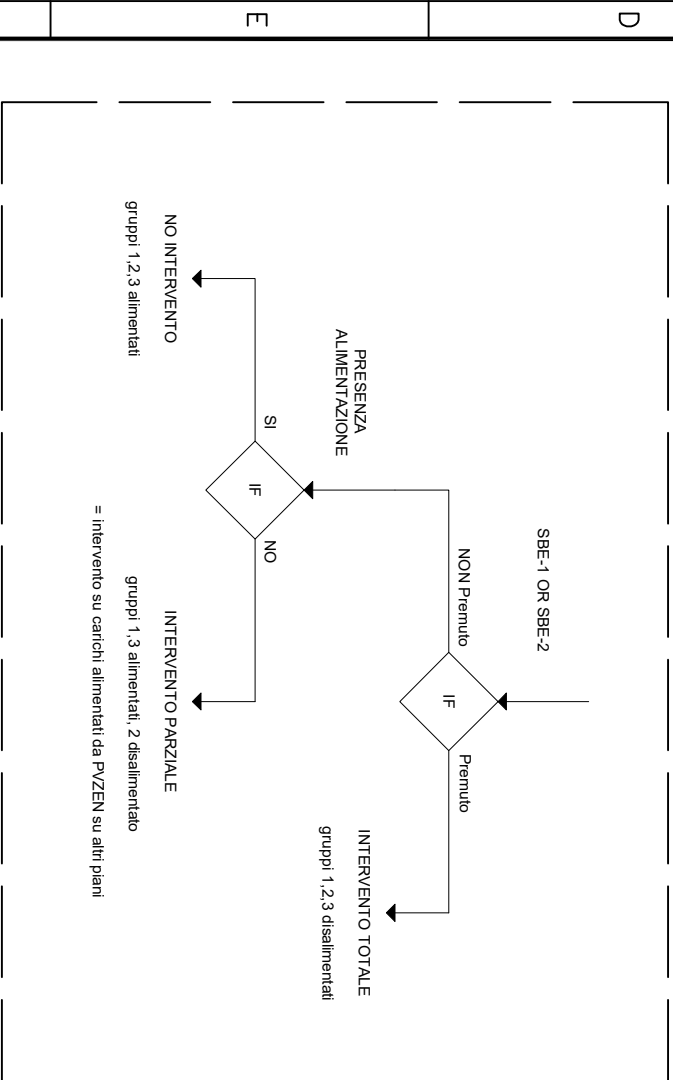 D
E
SBE-1 OR SBE-2
IF
NON Premuto
Premuto
PRESENZA
ALIMENTAZIONE
INTERVENTO TOTALE
gruppi 1,2,3 disalimentati
IF
SI
NO
NO INTERVENTO
gruppi 1,2,3 alimentati
INTERVENTO PARZIALE
gruppi 1,3 alimentati, 2 disalimentato
= intervento su carichi alimentati da PVZEN su altri piani